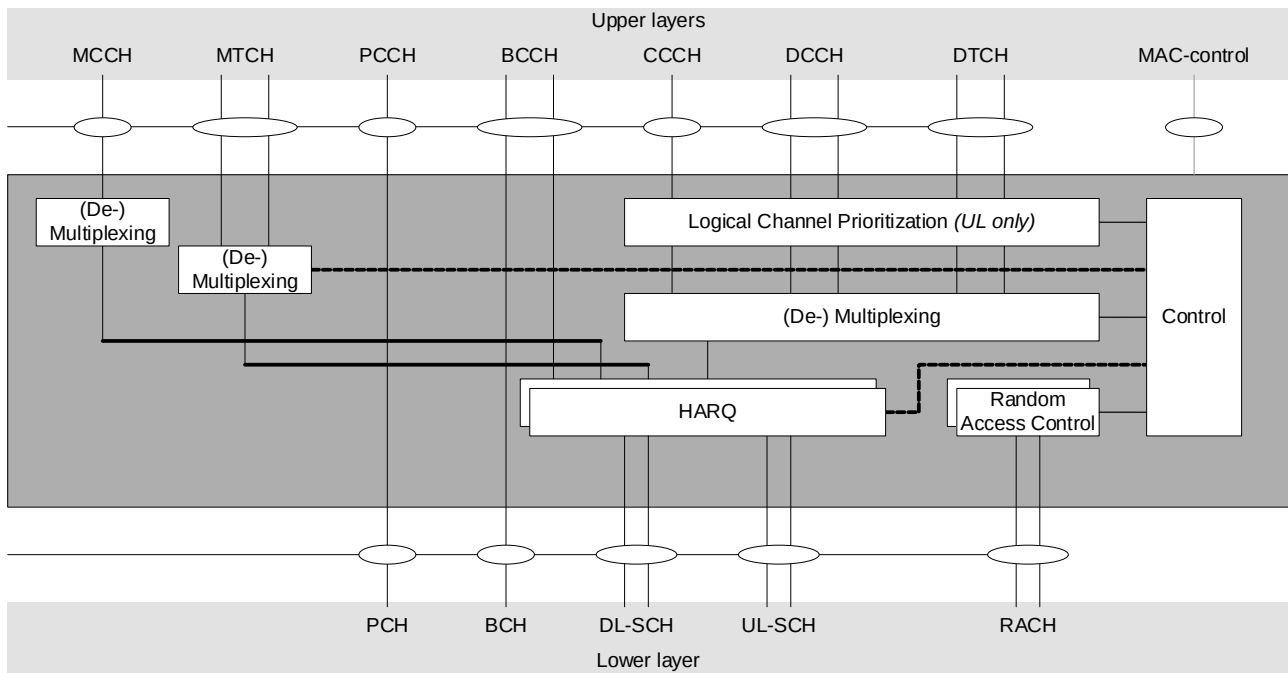 Upper layers
MCCH MTCH PCCH BCCH CCCH DCCH DTCH MAC-control
(De-)
Multiplexing
(De-)
Multiplexing
Logical Channel Prioritization (UL only)
(De-) Multiplexing
Control
HARQ
Random
Access Control
PCH BCH DL-SCH UL-SCH RACH
Lower layer